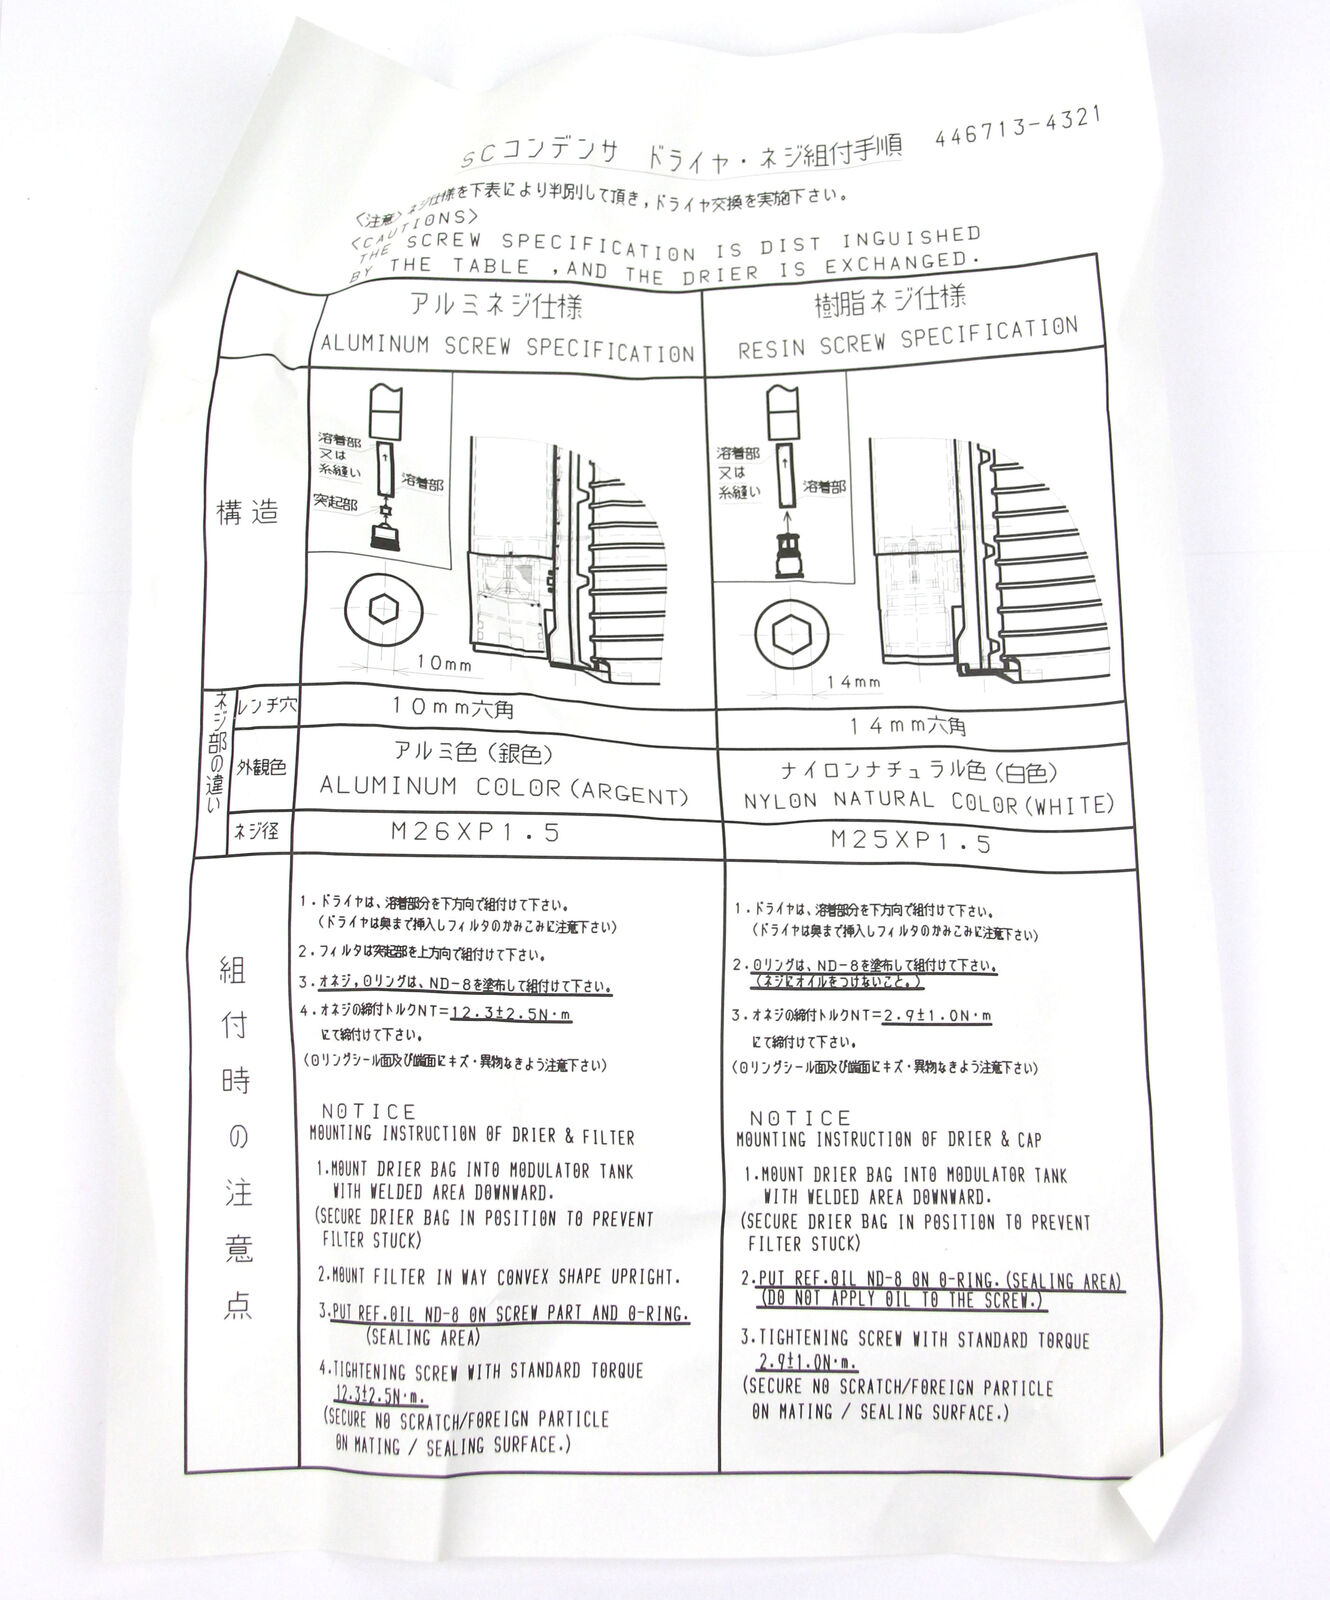 446713-4321
SCコンデンサ ドライヤ・ネジ組付手順
<注意>ネジ仕様を下表により判別して頂き,ドライヤ交換を実施下さい。
<CAUTIONS>
THE SCREW SPECIFICATION IS DIST INGUISHED
BY THE TABLE ,AND THE DRIER IS EXCHANGED.
アルミネジ仕様
ALUMINUM SCREW SPECIFICATION
樹脂ネジ仕様
RESIN SCREW SPECIFICATION
構造
溶着部
又は
糸縫い
溶着部
突起部
10mm
溶着部
又は
糸縫い
溶着部
14mm
ネジ部の違い
レンチ穴
10mm六角
14mm六角
外観色
アルミ色(銀色)
ALUMINUM COLOR(ARGENT)
ナイロンナチュラル色(白色)
NYLON NATURAL COLOR(WHITE)
ネジ径
M26XP1.5
M25XP1.5
組付時の注意点
1.ドライヤは、溶着部分を下方向で組付けて下さい。
(ドライヤは奥まで挿入しフィルタのかみこみに注意下さい)
2.フィルタは突起部を上方向で組付けて下さい。
3.オネジ,Oリングは、ND-8を塗布して組付けて下さい。
4.オネジの締付トルクNT=12.3±2.5N・m
にて締付けて下さい。
(Oリングシール面及び端面にキズ・異物なきよう注意下さい)
NOTICE
MOUNTING INSTRUCTION OF DRIER & FILTER
1.MOUNT DRIER BAG INTO MODULATOR TANK
WITH WELDED AREA DOWNWARD.
(SECURE DRIER BAG IN POSITION TO PREVENT
FILTER STUCK)
2.MOUNT FILTER IN WAY CONVEX SHAPE UPRIGHT.
3.PUT REF.OIL ND-8 ON SCREW PART AND O-RING.
(SEALING AREA)
4.TIGHTENING SCREW WITH STANDARD TORQUE
12.3±2.5N・m.
(SECURE NO SCRATCH/FOREIGN PARTICLE
ON MATING / SEALING SURFACE.)
1.ドライヤは、溶着部分を下方向で組付けて下さい。
(ドライヤは奥まで挿入しフィルタのかみこみに注意下さい)
2.Oリングは、ND-8を塗布して組付けて下さい。
(ネジにオイルをつけないこと。)
3.オネジの締付トルクNT=2.9±1.0N・m
にて締付けて下さい。
(Oリングシール面及び端面にキズ・異物なきよう注意下さい)
NOTICE
MOUNTING INSTRUCTION OF DRIER & CAP
1.MOUNT DRIER BAG INTO MODULATOR TANK
WITH WELDED AREA DOWNWARD.
(SECURE DRIER BAG IN POSITION TO PREVENT
FILTER STUCK)
2.PUT REF.OIL ND-8 ON O-RING.(SEALING AREA)
(DO NOT APPLY OIL TO THE SCREW.)
3.TIGHTENING SCREW WITH STANDARD TORQUE
2.9±1.0N・m.
(SECURE NO SCRATCH/FOREIGN PARTICLE
ON MATING / SEALING SURFACE.)